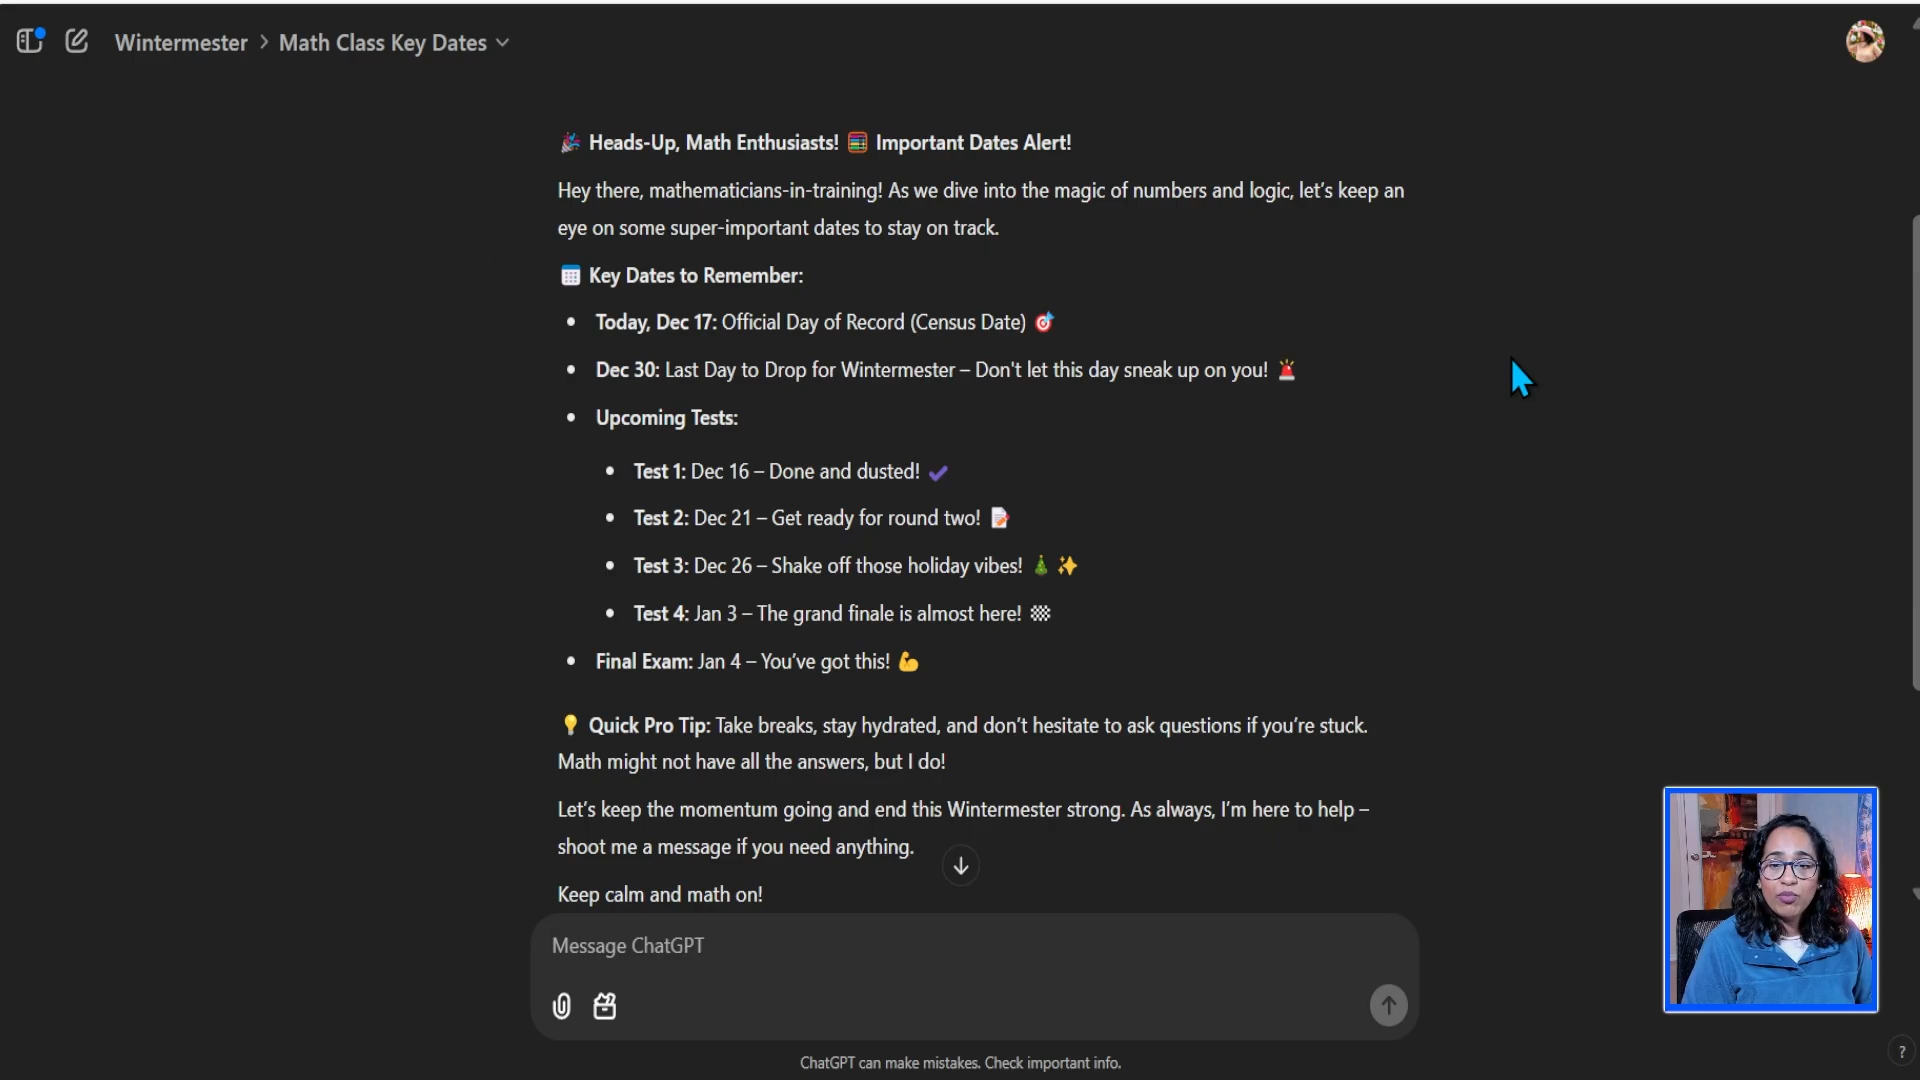 Wintermester > Math Class Key Dates
🎉 Heads-Up, Math Enthusiasts! 🧮 Important Dates Alert!
Hey there, mathematicians-in-training! As we dive into the magic of numbers and logic, let’s keep an
eye on some super-important dates to stay on track.
📅 Key Dates to Remember:
• Today, Dec 17: Official Day of Record (Census Date) 🎯
• Dec 30: Last Day to Drop for Wintermester – Don't let this day sneak up on you! 🚨
• Upcoming Tests:
• Test 1: Dec 16 – Done and dusted! ✔️
• Test 2: Dec 21 – Get ready for round two! 📝
• Test 3: Dec 26 – Shake off those holiday vibes! 🎄✨
• Test 4: Jan 3 – The grand finale is almost here! 🏁
• Final Exam: Jan 4 – You’ve got this! 💪
💡 Quick Pro Tip: Take breaks, stay hydrated, and don’t hesitate to ask questions if you’re stuck.
Math might not have all the answers, but I do!
Let’s keep the momentum going and end this Wintermester strong. As always, I’m here to help –
shoot me a message if you need anything.
Keep calm and math on!
Message ChatGPT
ChatGPT can make mistakes. Check important info.
?